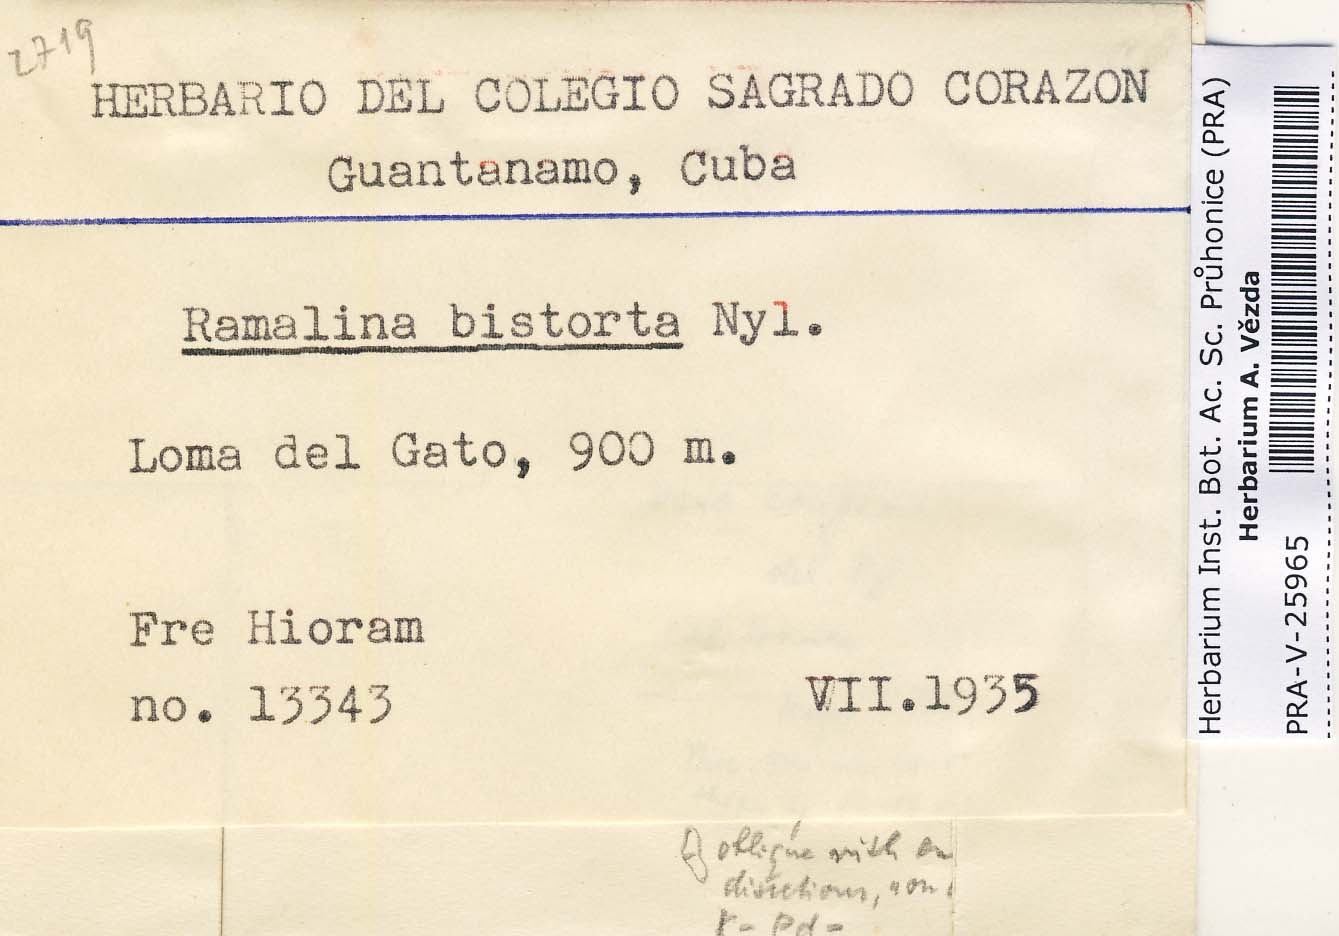 2719
HERBARIO DEL COLEGIO SAGRADO CORAZON
Guantanamo, Cuba
Ramalina bistorta Nyl.
Loma del Gato, 900 m.
Fre Hioram
no. 13343
VII.1935
oblique with
K- Pd-
Herbarium Inst. Bot. Ac. Sc. Průhonice (PRA)
Herbarium A. Vězda
PRA-V-25965